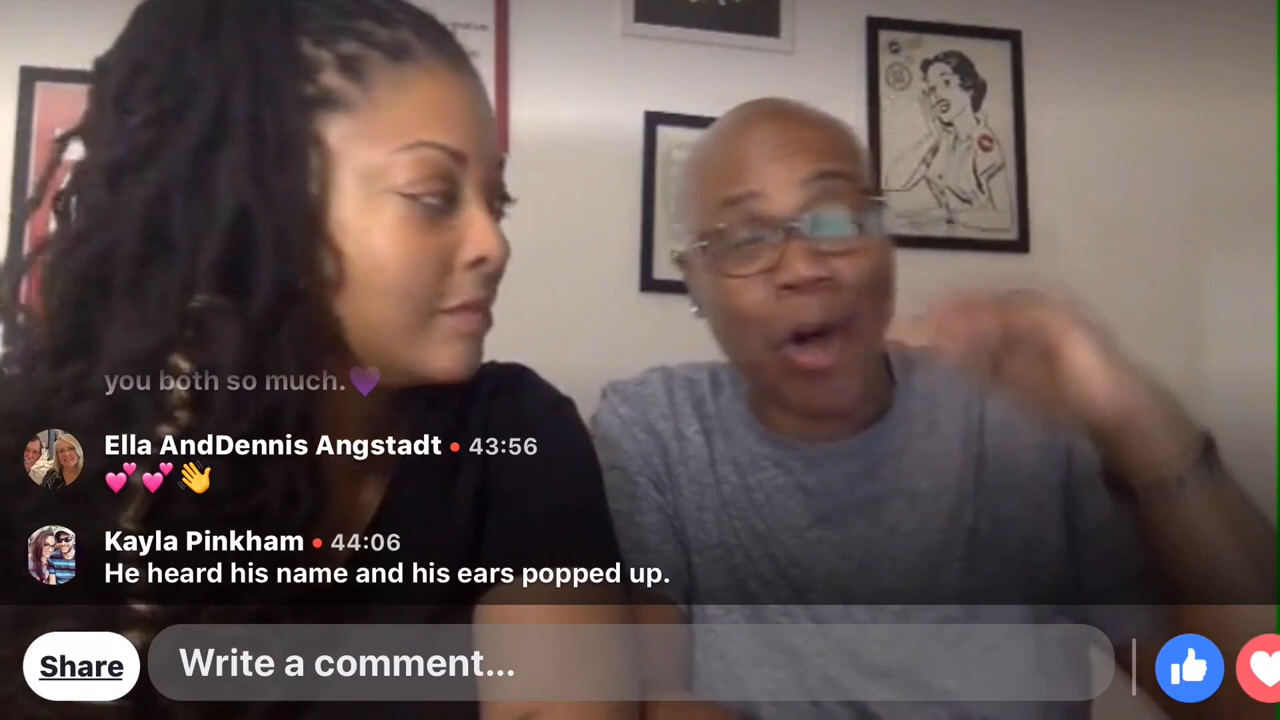 you both so much.💜
Ella AndDennis Angstadt • 43:56
💕💕👋
Kayla Pinkham • 44:06
He heard his name and his ears popped up.
Share
Write a comment...